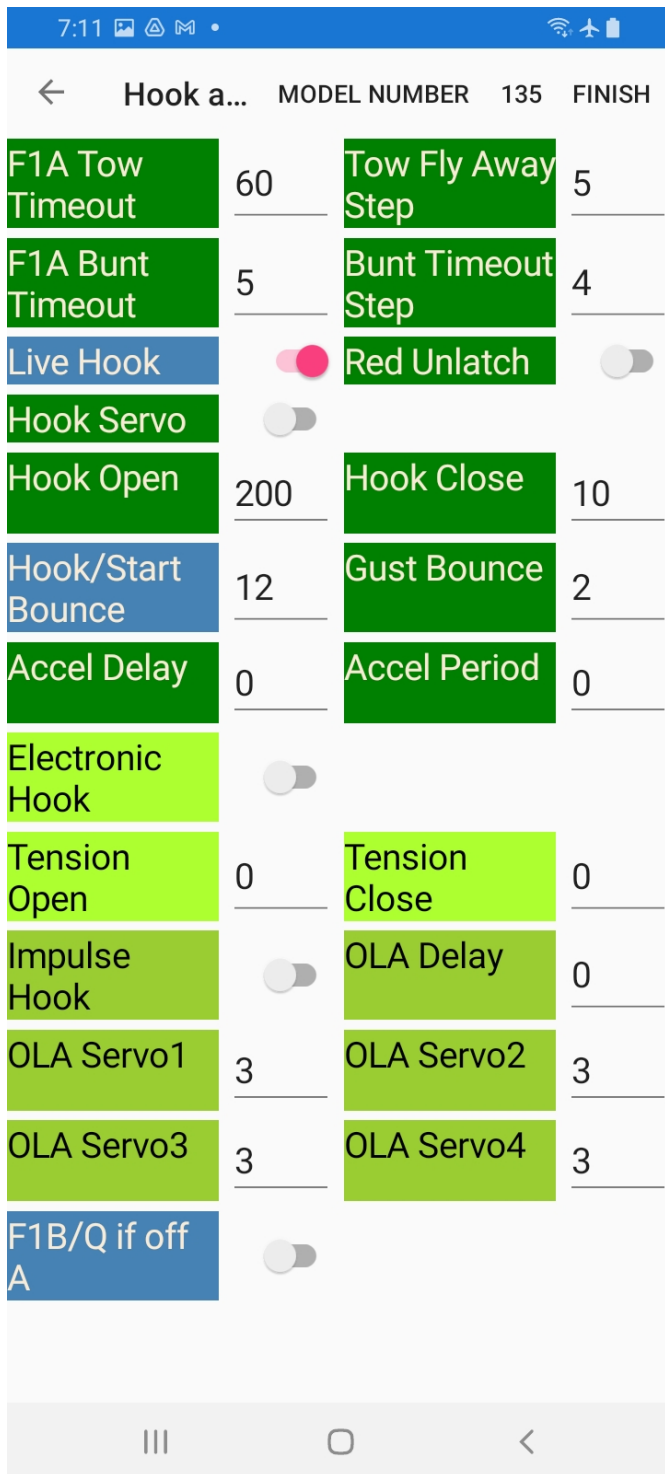 7:11
Hook a... MODEL NUMBER 135 FINISH
F1A Tow
Timeout
60
Tow Fly Away
Step
5
F1A Bunt
Timeout
5
Bunt Timeout
Step
4
Live Hook
Red Unlatch
Hook Servo
Hook Open
200
Hook Close
10
Hook/Start
Bounce
12
Gust Bounce
2
Accel Delay
0
Accel Period
0
Electronic
Hook
Tension
Open
0
Tension
Close
0
Impulse
Hook
OLA Delay
0
OLA Servo1
3
OLA Servo2
3
OLA Servo3
3
OLA Servo4
3
F1B/Q if off
A